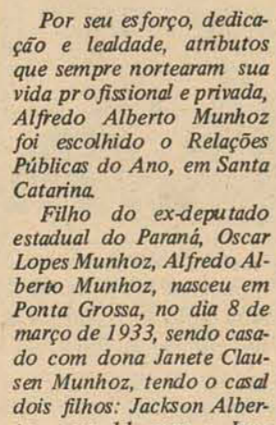 Por seu esforço, dedica-
ção e lealdade, atributos
que sempre nortearam sua
vida profissional e privada,
Alfredo Alberto Munhoz
foi escolhido o Relações
Públicas do Ano, em Santa
Catarina.
Filho do ex-deputado
estadual do Paraná, Oscar
Lopes Munhoz, Alfredo Al-
berto Munhoz, nasceu em
Ponta Grossa, no dia 8 de
março de 1933, sendo casa-
do com dona Janete Clau-
sen Munhoz, tendo o casal
dois filhos: Jackson Alber-